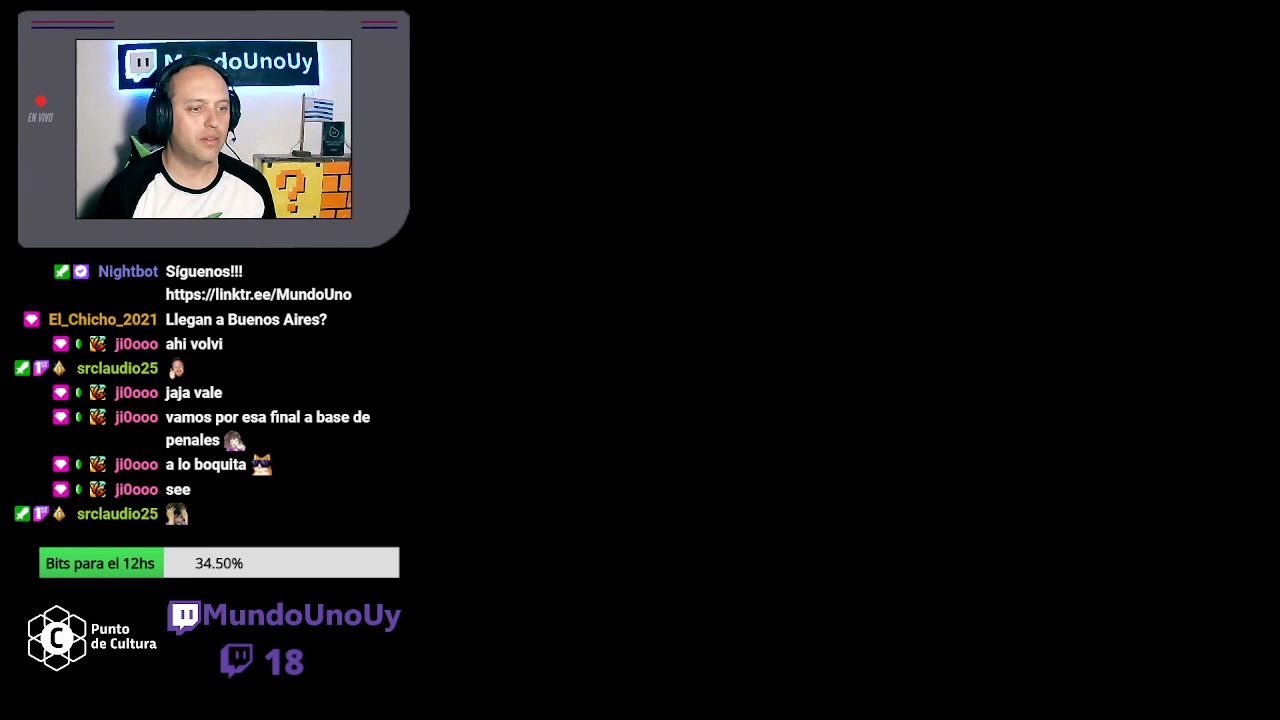 MundoUnoUy
EN VIVO
Nightbot Síguenos!!!
https://linktr.ee/MundoUno
El_Chicho_2021 Llegan a Buenos Aires?
ji0ooo ahi volvi
srclaudio25
ji0ooo jaja vale
ji0ooo vamos por esa final a base de
penales
ji0ooo a lo boquita
ji0ooo see
srclaudio25
Bits para el 12hs 34.50%
Punto
de Cultura
MundoUnoUy
18